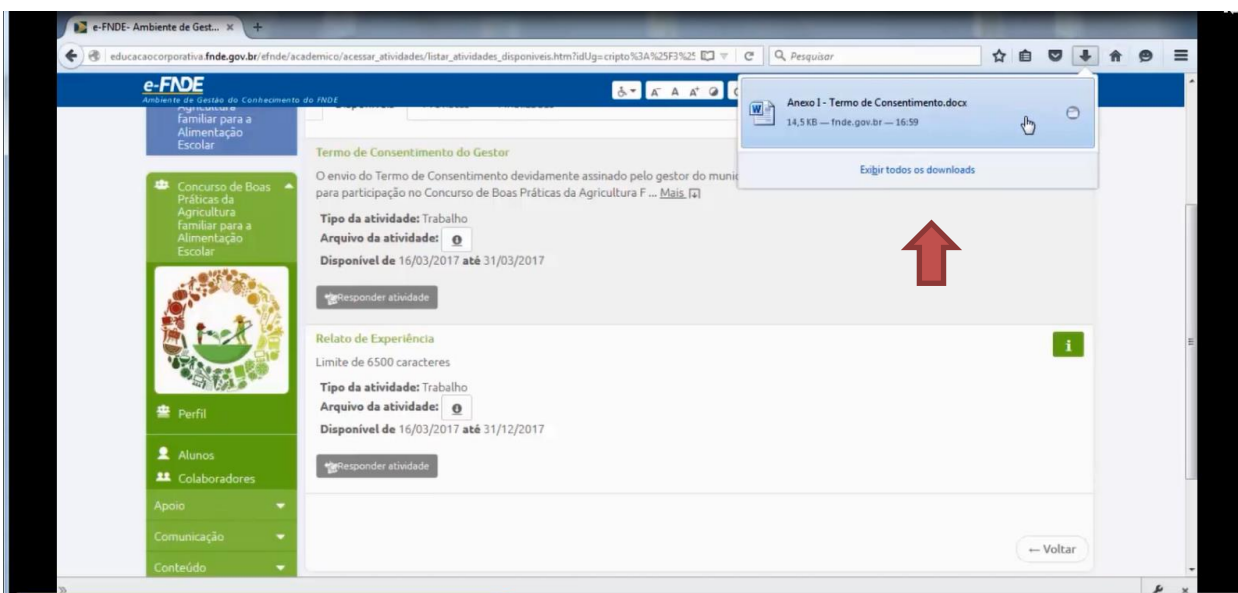 e-FNDE- Ambiente de Gest... × +
educacaocorporativa.fnde.gov.br/efnde/academico/acessar_atividades/listar_atividades_disponiveis.htm?idUg=cripto%3A%25F3%25
Pesquisar
e-FNDE
Ambiente de Gestão do Conhecimento do FNDE
A- A A+
Anexo I - Termo de Consentimento.docx
14,5 KB — fnde.gov.br — 16:59
Exibir todos os downloads
familiar para a
Alimentação
Escolar
Concurso de Boas
Práticas da
Agricultura
familiar para a
Alimentação
Escolar
Perfil
Alunos
Colaboradores
Apoio
Comunicação
Conteúdo
Termo de Consentimento do Gestor
O envio do Termo de Consentimento devidamente assinado pelo gestor do munic
para participação no Concurso de Boas Práticas da Agricultura F ... Mais
Tipo da atividade: Trabalho
Arquivo da atividade:
Disponível de 16/03/2017 até 31/03/2017
Responder atividade
Relato de Experiência
i
Limite de 6500 caracteres
Tipo da atividade: Trabalho
Arquivo da atividade:
Disponível de 16/03/2017 até 31/12/2017
Responder atividade
← Voltar